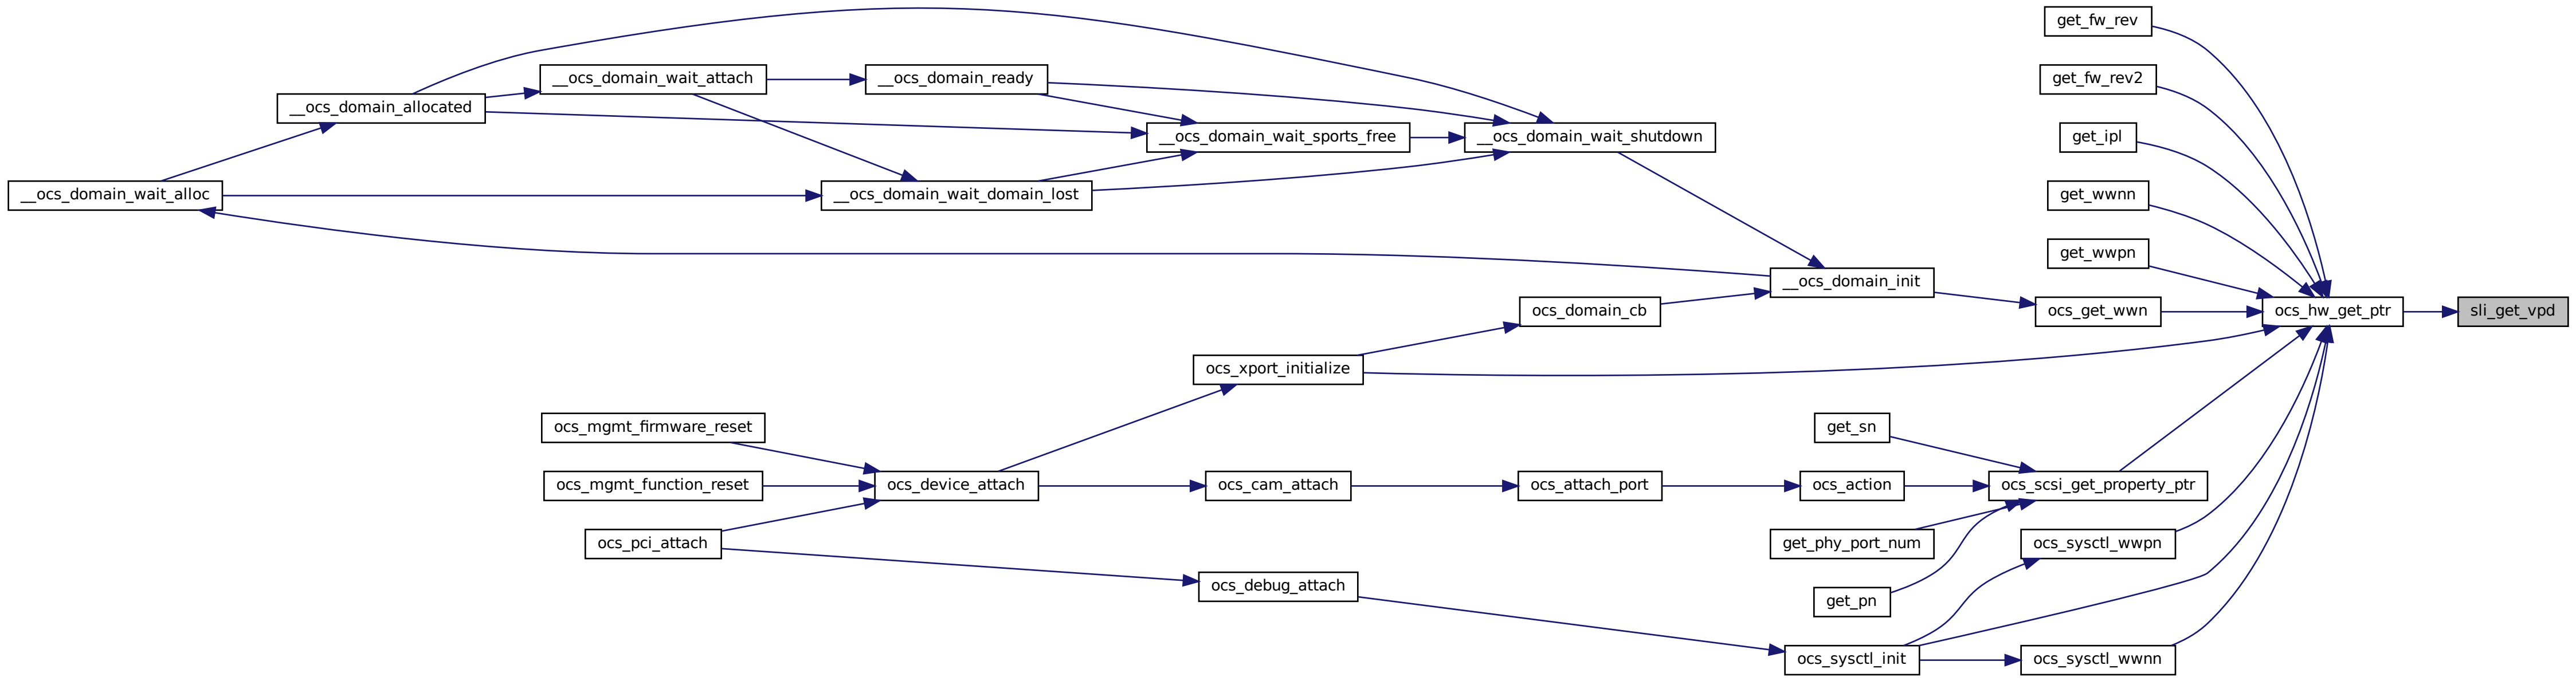 get_fw_rev
get_fw_rev2
__ocs_domain_wait_attach
__ocs_domain_ready
__ocs_domain_allocated
__ocs_domain_wait_sports_free
__ocs_domain_wait_shutdown
get_ipl
__ocs_domain_wait_alloc
__ocs_domain_wait_domain_lost
get_wwnn
get_wwpn
__ocs_domain_init
ocs_domain_cb
ocs_get_wwn
ocs_hw_get_ptr
sli_get_vpd
ocs_xport_initialize
ocs_mgmt_firmware_reset
get_sn
ocs_mgmt_function_reset
ocs_device_attach
ocs_cam_attach
ocs_attach_port
ocs_action
ocs_scsi_get_property_ptr
ocs_pci_attach
get_phy_port_num
ocs_sysctl_wwpn
ocs_debug_attach
get_pn
ocs_sysctl_init
ocs_sysctl_wwnn